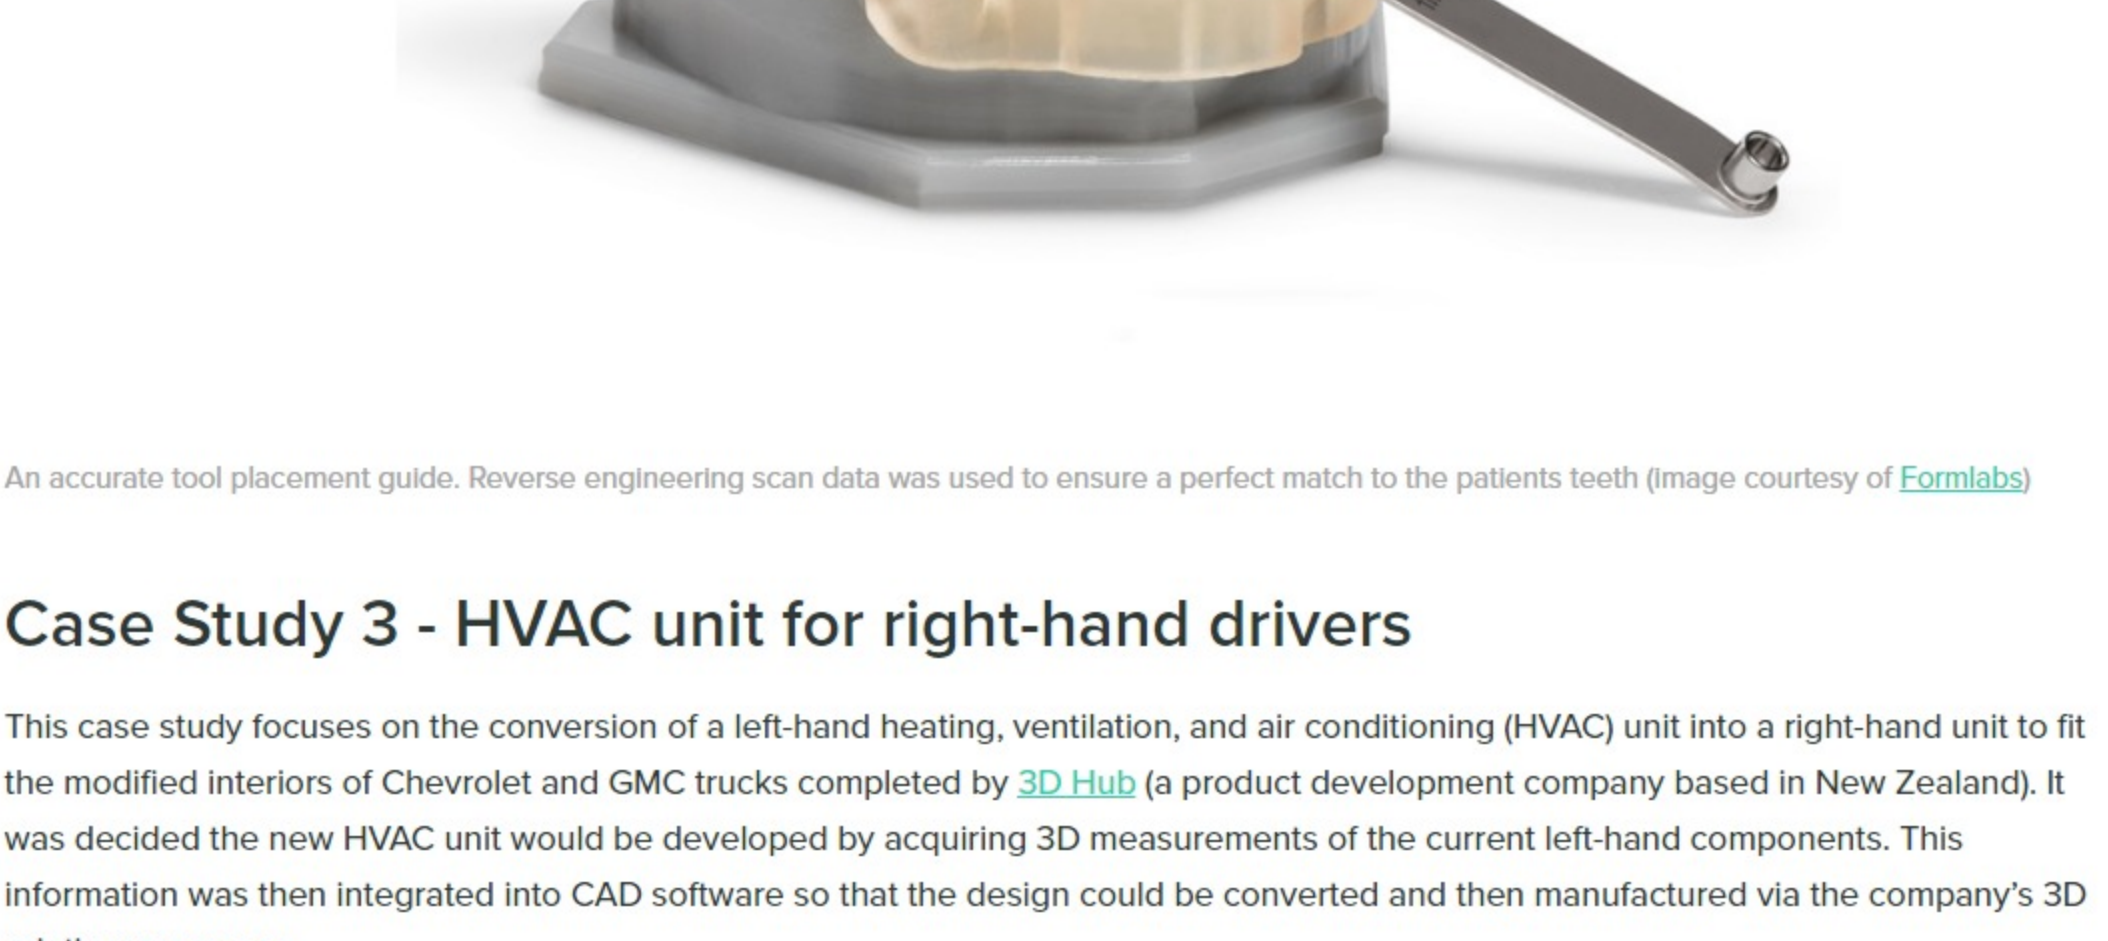 An accurate tool placement guide. Reverse engineering scan data was used to ensure a perfect match to the patients teeth (image courtesy of Formlabs)
Case Study 3 - HVAC unit for right-hand drivers
This case study focuses on the conversion of a left-hand heating, ventilation, and air conditioning (HVAC) unit into a right-hand unit to fit
the modified interiors of Chevrolet and GMC trucks completed by 3D Hub (a product development company based in New Zealand). It
was decided the new HVAC unit would be developed by acquiring 3D measurements of the current left-hand components. This
information was then integrated into CAD software so that the design could be converted and then manufactured via the company's 3D